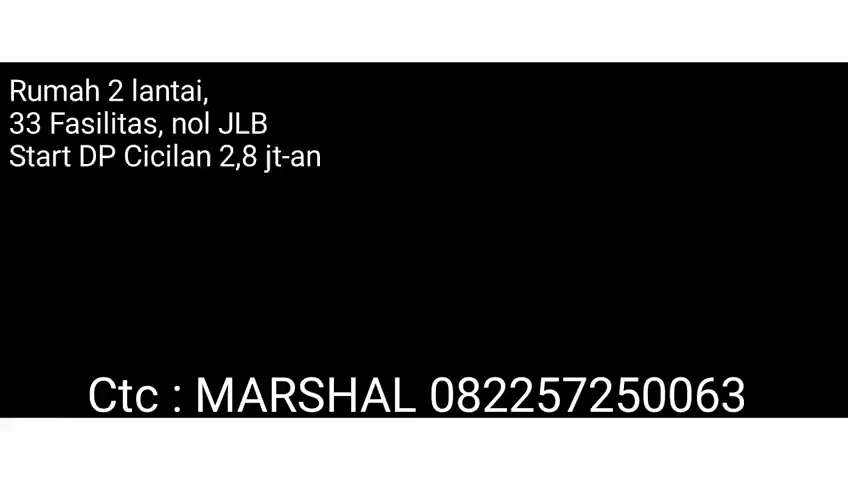 Rumah 2 lantai,
33 Fasilitas, nol JLB
Start DP Cicilan 2,8 jt-an
Ctc : MARSHAL 082257250063